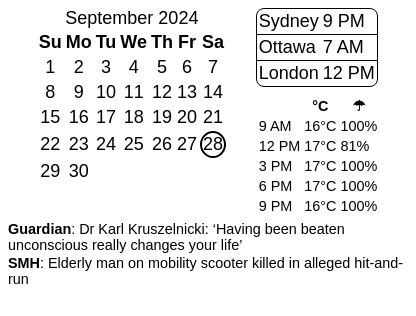 September 2024
Su Mo Tu We Th Fr Sa
1 2 3 4 5 6 7
8 9 10 11 12 13 14
15 16 17 18 19 20 21
22 23 24 25 26 27 28
29 30
Sydney 9 PM
Ottawa 7 AM
London 12 PM
°C ☂
9 AM 16°C 100%
12 PM 17°C 81%
3 PM 17°C 100%
6 PM 17°C 100%
9 PM 16°C 100%
Guardian: Dr Karl Kruszelnicki: ‘Having been beaten
unconscious really changes your life’
SMH: Elderly man on mobility scooter killed in alleged hit-and-
run